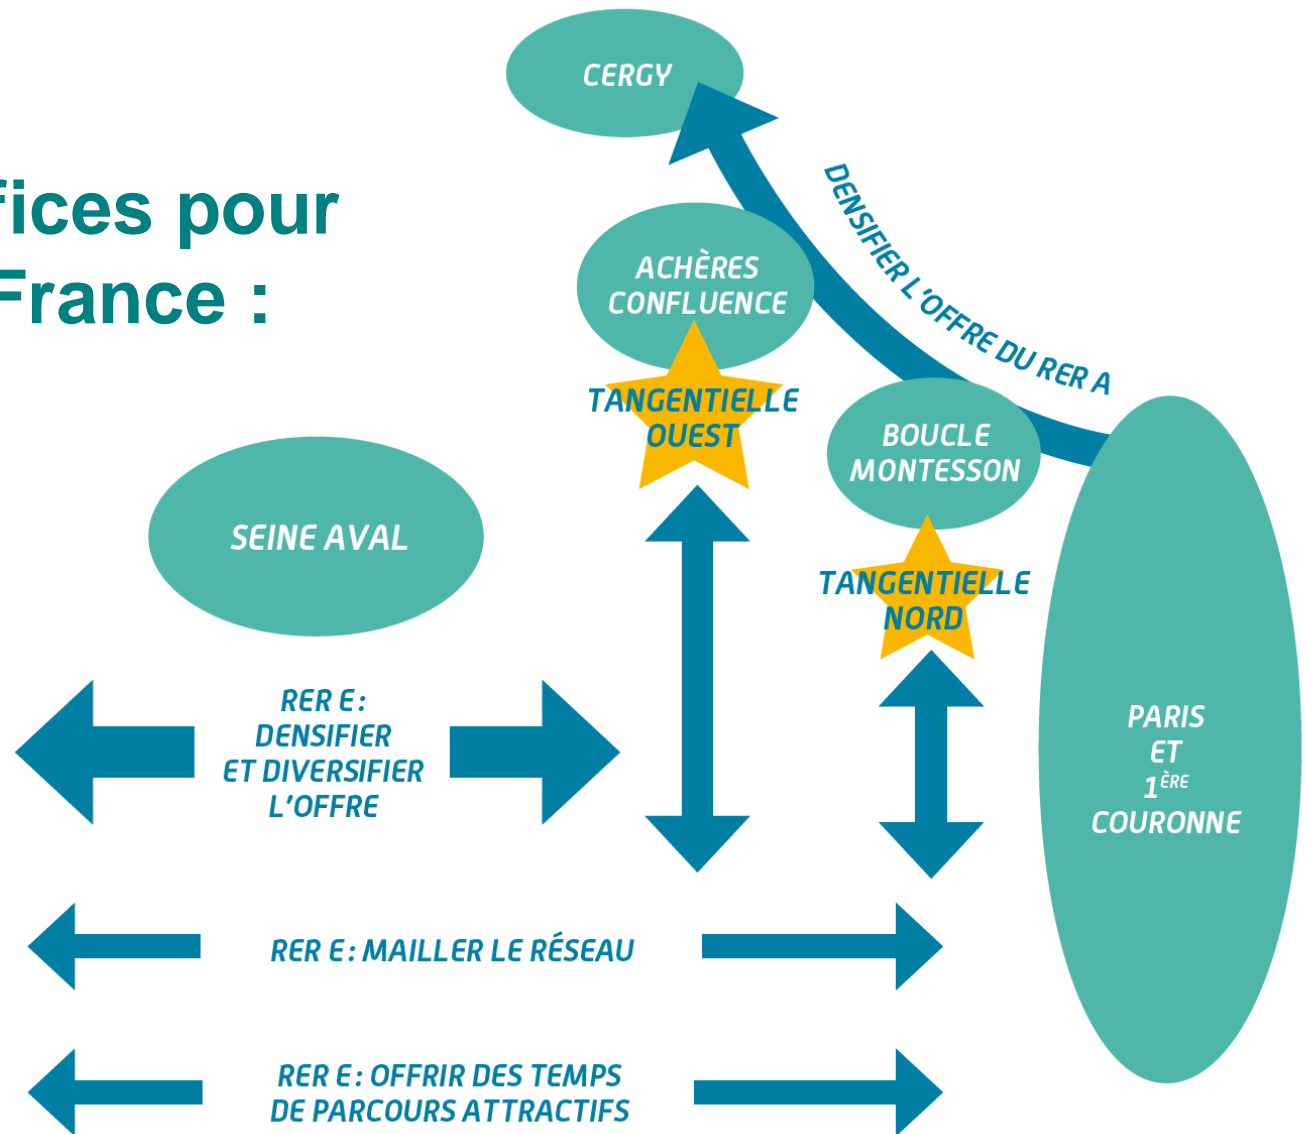 CERGY
fices pour
France :
DENSIFIER L'OFFRE DU RER A
ACHÈRES
CONFLUENCE
TANGENTIELLE
OUEST
BOUCLE
MONTESSON
SEINE AVAL
TANGENTIELLE
NORD
RER E :
DENSIFIER
ET DIVERSIFIER
L'OFFRE
PARIS
ET
1ÈRE
COURONNE
RER E : MAILLER LE RÉSEAU
RER E : OFFRIR DES TEMPS
DE PARCOURS ATTRACTIFS